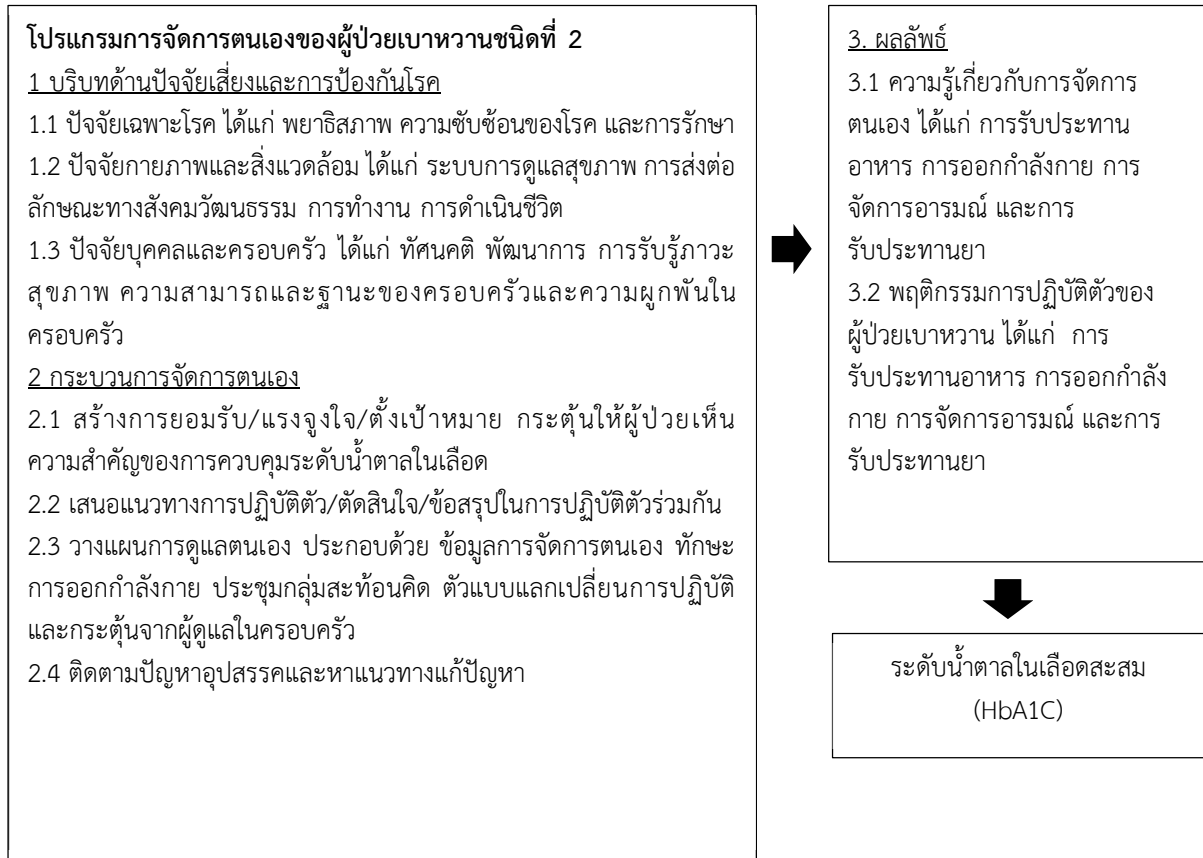 โปรแกรมการจัดการตนเองของผู้ป่วยเบาหวานชนิดที่ 2
1 บริบทด้านปัจจัยเสี่ยงและการป้องกันโรค
1.1 ปัจจัยเฉพาะโรค ได้แก่ พยาธิสภาพ ความซับซ้อนของโรค และการรักษา
1.2 ปัจจัยกายภาพและสิ่งแวดล้อม ได้แก่ ระบบการดูแลสุขภาพ การส่งต่อ
ลักษณะทางสังคมวัฒนธรรม การทำงาน การดำเนินชีวิต
1.3 ปัจจัยบุคคลและครอบครัว ได้แก่ ทัศนคติ พัฒนาการ การรับรู้ภาวะ
สุขภาพ ความสามารถและฐานะของครอบครัวและความผูกพันใน
ครอบครัว
2 กระบวนการจัดการตนเอง
2.1 สร้างการยอมรับ/แรงจูงใจ/ตั้งเป้าหมาย กระตุ้นให้ผู้ป่วยเห็น
ความสำคัญของการควบคุมระดับน้ำตาลในเลือด
2.2 เสนอแนวทางการปฏิบัติตัว/ตัดสินใจ/ข้อสรุปในการปฏิบัติตัวร่วมกัน
2.3 วางแผนการดูแลตนเอง ประกอบด้วย ข้อมูลการจัดการตนเอง ทักษะ
การออกกำลังกาย ประชุมกลุ่มสะท้อนคิด ตัวแบบแลกเปลี่ยนการปฏิบัติ
และกระตุ้นจากผู้ดูแลในครอบครัว
2.4 ติดตามปัญหาอุปสรรคและหาแนวทางแก้ปัญหา
3. ผลลัพธ์
3.1 ความรู้เกี่ยวกับการจัดการ
ตนเอง ได้แก่ การรับประทาน
อาหาร การออกกำลังกาย การ
จัดการอารมณ์ และการ
รับประทานยา
3.2 พฤติกรรมการปฏิบัติตัวของ
ผู้ป่วยเบาหวาน ได้แก่ การ
รับประทานอาหาร การออกกำลัง
กาย การจัดการอารมณ์ และการ
รับประทานยา
ระดับน้ำตาลในเลือดสะสม
(HbA1C)